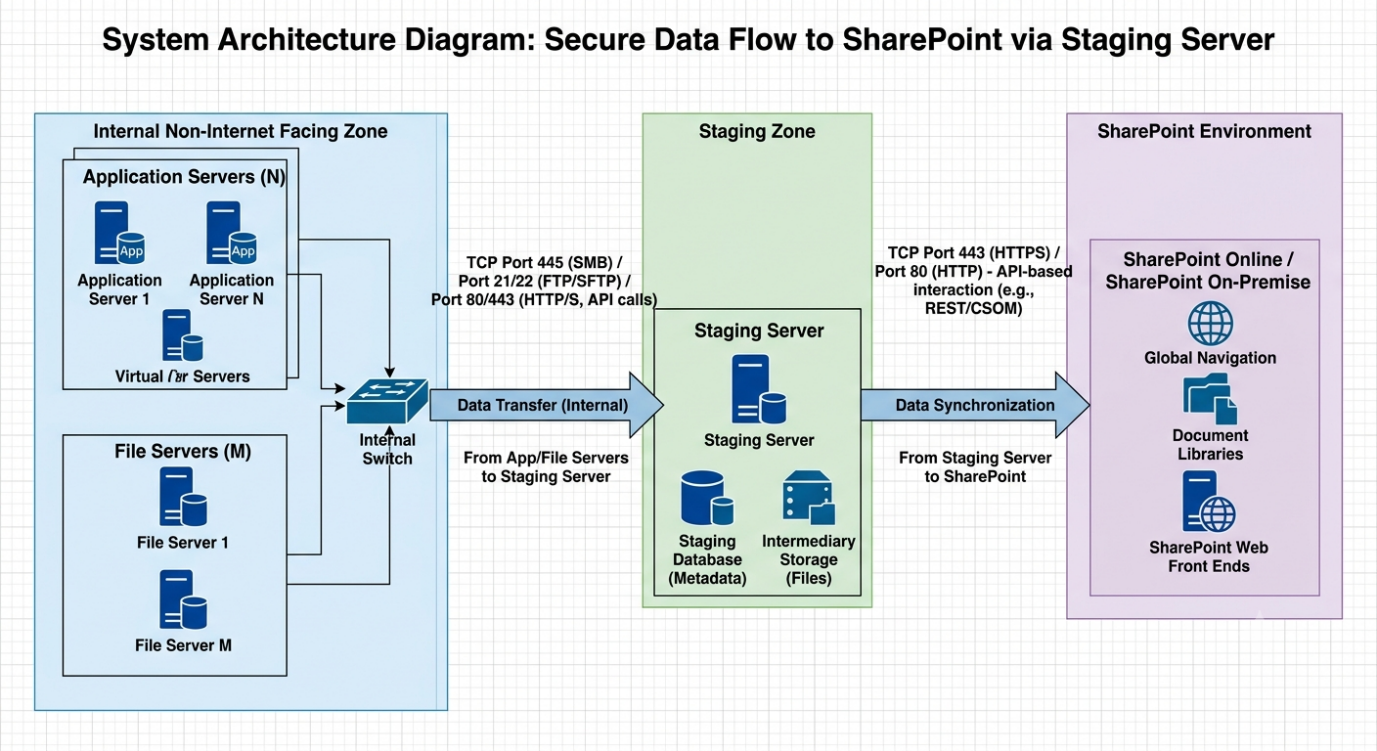 System Architecture Diagram: Secure Data Flow to SharePoint via Staging Server
Internal Non-Internet Facing Zone
Application Servers (N)
App
App
Application
Server 1
Application
Server N
Virtual
Servers
File Servers (M)
File Server 1
File Server M
Internal
Switch
TCP Port 445 (SMB) /
Port 21/22 (FTP/SFTP) /
Port 80/443 (HTTP/S, API calls)
Data Transfer (Internal)
From App/File Servers
to Staging Server
Staging Zone
Staging Server
Staging Server
Staging
Database
(Metadata)
Intermediary
Storage
(Files)
TCP Port 443 (HTTPS) /
Port 80 (HTTP) - API-based
interaction (e.g.,
REST/CSOM)
Data Synchronization
From Staging Server
to SharePoint
SharePoint Environment
SharePoint Online /
SharePoint On-Premise
Global Navigation
Document
Libraries
SharePoint Web
Front Ends